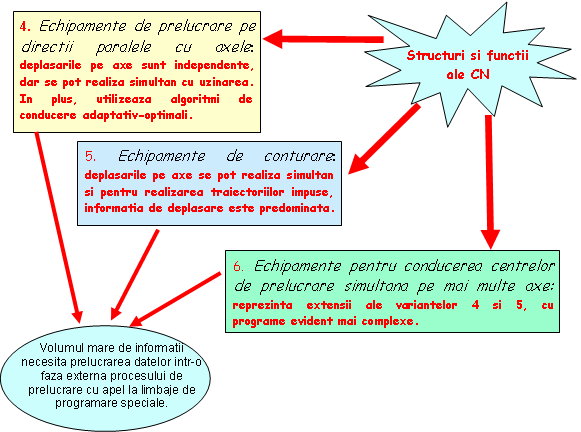 4. Echipamente de prelucrare pe
directii paralele cu axele:
deplasarile pe axe sunt independente,
dar se pot realiza simultan cu uzinarea.
In plus, utilizeaza algoritmi de
conducere adaptativ-optimali.
Structuri si functii
ale CN
5. Echipamente de conturare:
deplasarile pe axe se pot realiza simultan
si pentru realizarea traiectoriilor impuse,
informatia de deplasare este predominata.
6. Echipamente pentru conducerea centrelor
de prelucrare simultana pe mai multe axe:
reprezinta extensii ale variantelor 4 si 5, cu
programe evident mai complexe.
Volumul mare de informatii
necesita prelucrarea datelor intr-o
faza externa procesului de
prelucrare cu apel la limbaje de
programare speciale.